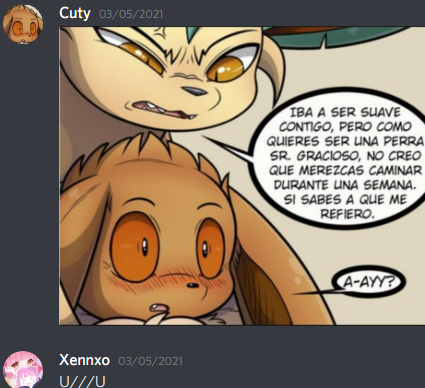 Cuty 03/05/2021
IBA A SER SUAVE
CONTIGO, PERO COMO
QUIERES SER UNA PERRA
SR. GRACIOSO, NO CREO
QUE MEREZCAS CAMINAR
DURANTE UNA SEMANA.
SI SABES A QUE ME
REFIERO.
A-AYY?
Xennxo 03/05/2021
U///U